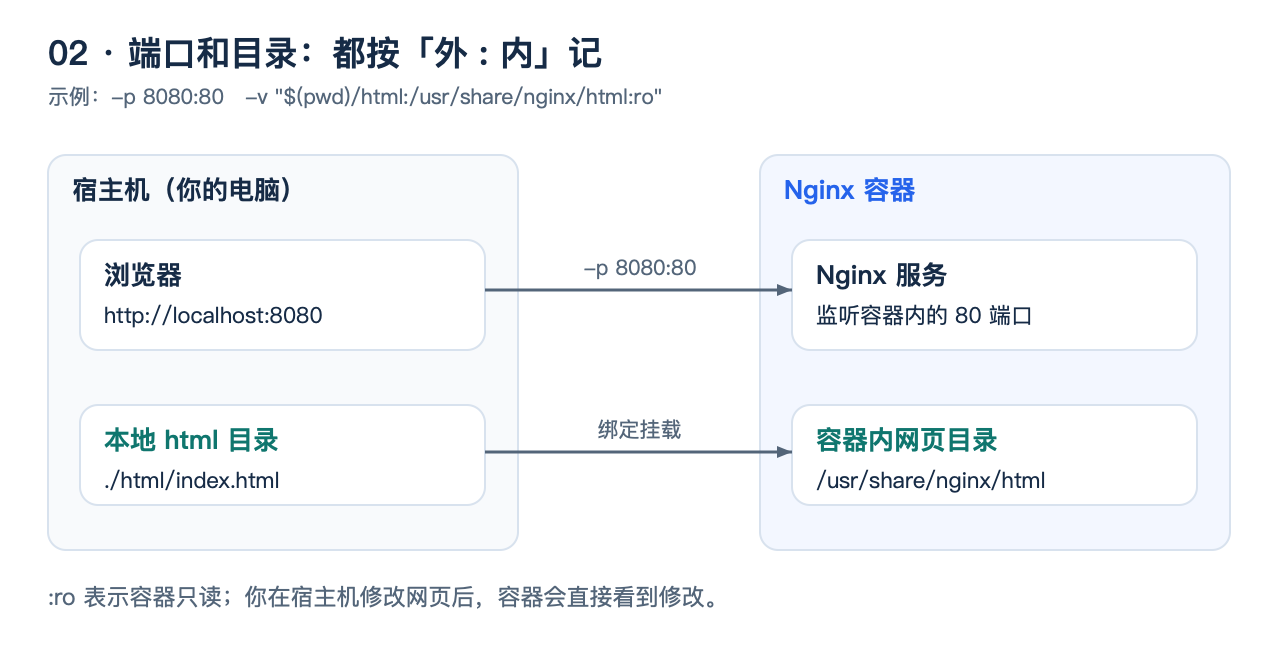 02 · 端口和目录：都按「外 : 内」记
示例：–p 8080:80 –v "$(pwd)/html:/usr/share/nginx/html:ro"
宿主机（你的电脑）
浏览器
http://localhost:8080
–p 8080:80
Nginx 容器
Nginx 服务
监听容器内的 80 端口
本地 html 目录
./html/index.html
绑定挂载
容器内网页目录
/usr/share/nginx/html
:ro 表示容器只读；你在宿主机修改网页后，容器会直接看到修改。